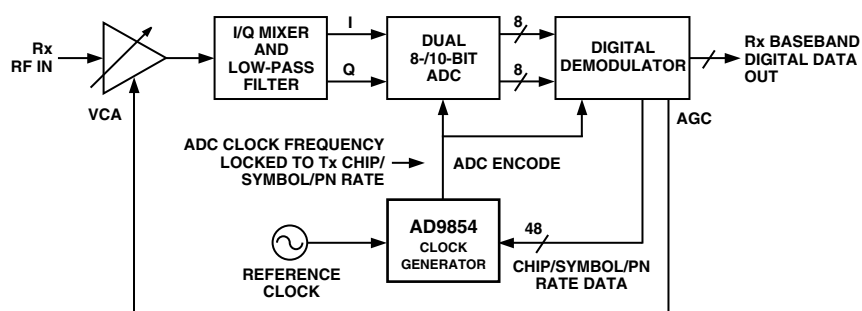 Rx
RF IN
VCA
I/Q MIXER
AND
LOW-PASS
FILTER
I
Q
DUAL
8-/10-BIT
ADC
8
8
DIGITAL
DEMODULATOR
Rx BASEBAND
DIGITAL DATA
OUT
AGC
ADC CLOCK FREQUENCY
LOCKED TO Tx CHIP/
SYMBOL/PN RATE
ADC ENCODE
REFERENCE
CLOCK
AD9854
CLOCK
GENERATOR
48
CHIP/SYMBOL/PN
RATE DATA